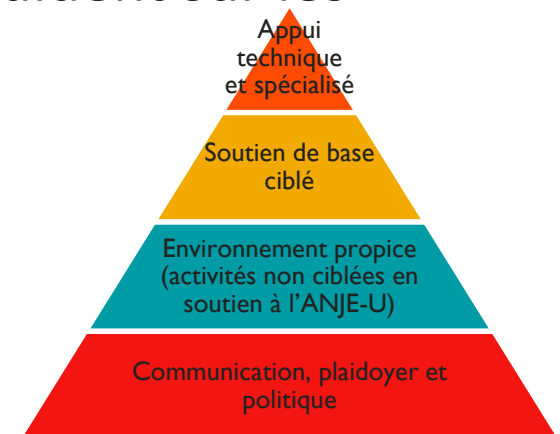 Appui
technique
et spécialisé
Soutien de base
ciblé
Environnement propice
(activités non ciblées en
soutien à l’ANJE-U)
Communication, plaidoyer et
politique